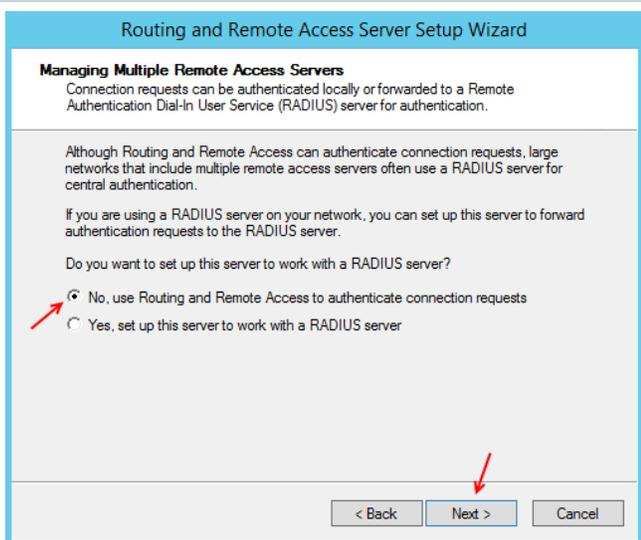 Routing and Remote Access Server Setup Wizard
Managing Multiple Remote Access Servers
Connection requests can be authenticated locally or forwarded to a Remote
Authentication Dial-In User Service (RADIUS) server for authentication.
Although Routing and Remote Access can authenticate connection requests, large
networks that include multiple remote access servers often use a RADIUS server for
central authentication.
If you are using a RADIUS server on your network, you can set up this server to forward
authentication requests to the RADIUS server.
Do you want to set up this server to work with a RADIUS server?
No, use Routing and Remote Access to authenticate connection requests
Yes, set up this server to work with a RADIUS server
< Back Next > Cancel